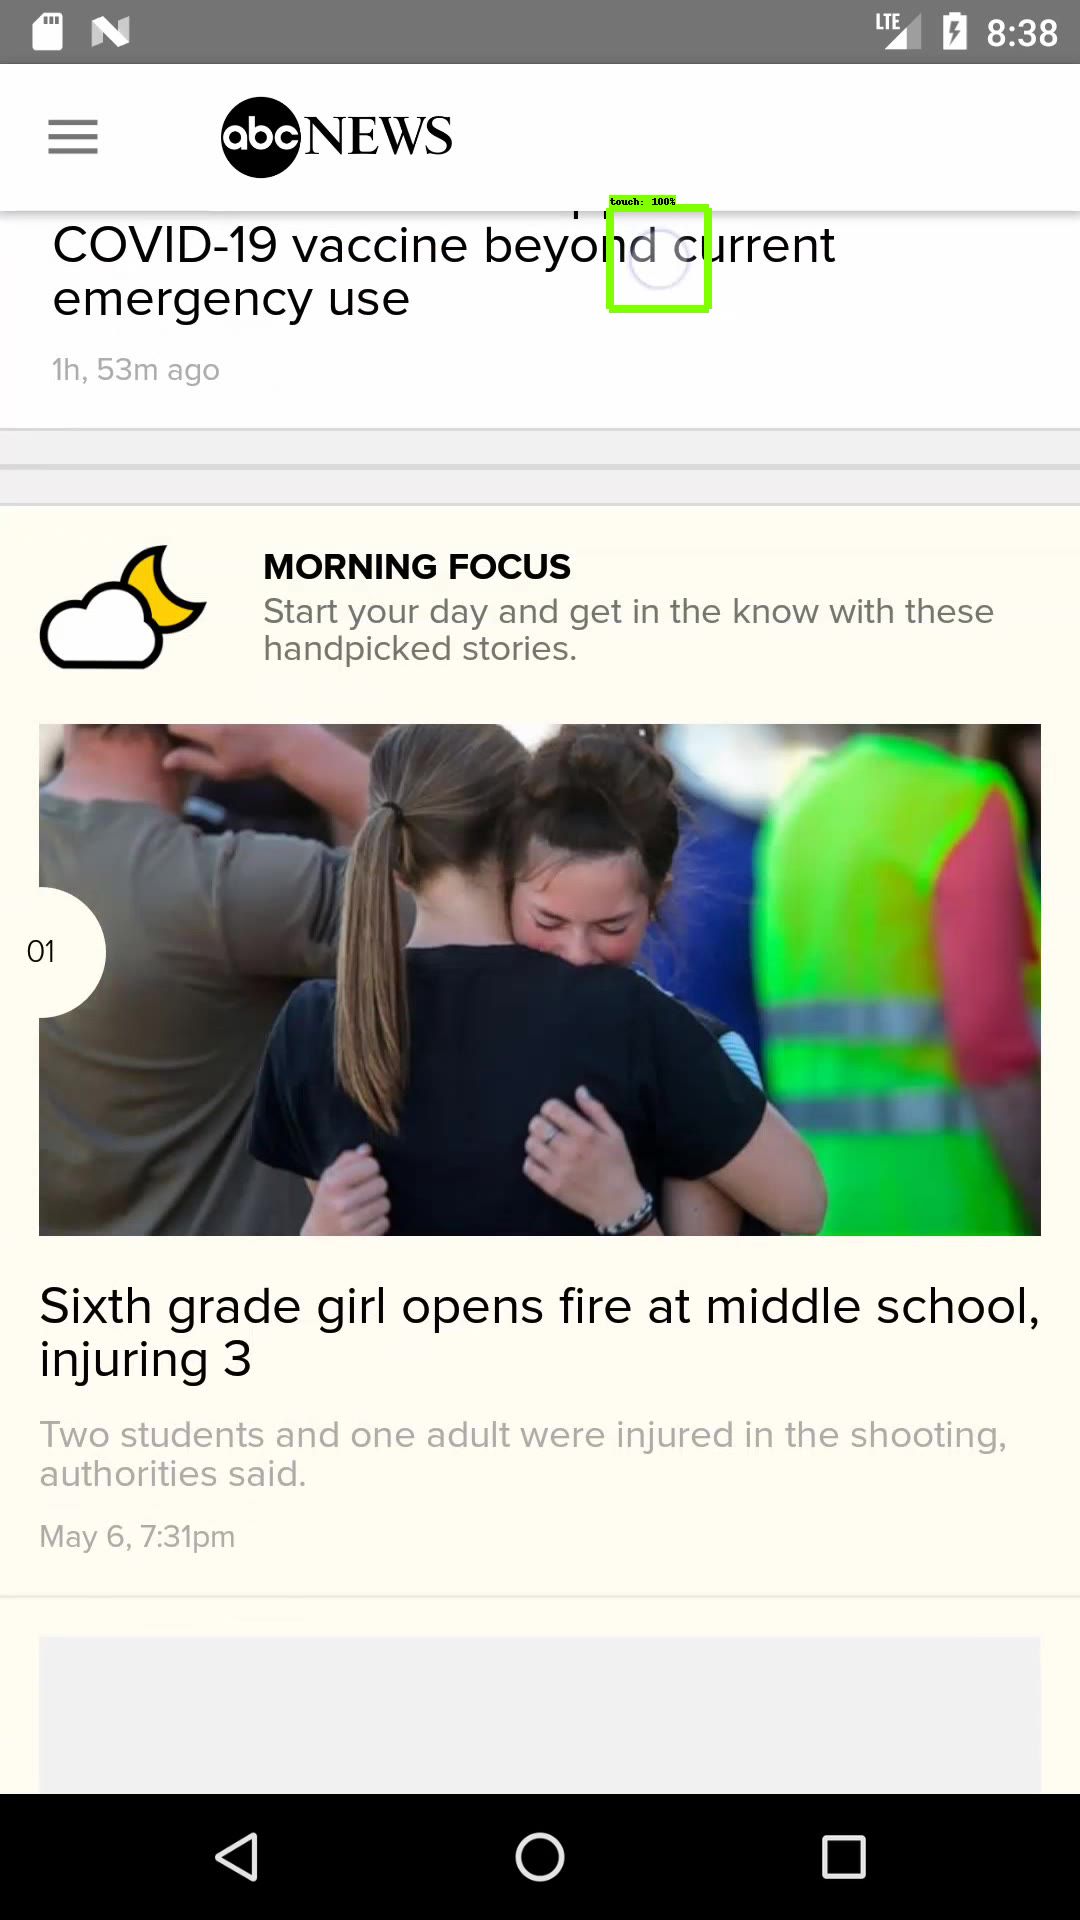 LTE
8:38
abc NEWS
touch: 100%
COVID-19 vaccine beyond current
emergency use
1h, 53m ago
MORNING FOCUS
Start your day and get in the know with these
handpicked stories.
01
Sixth grade girl opens fire at middle school,
injuring 3
Two students and one adult were injured in the shooting,
authorities said.
May 6, 7:31pm